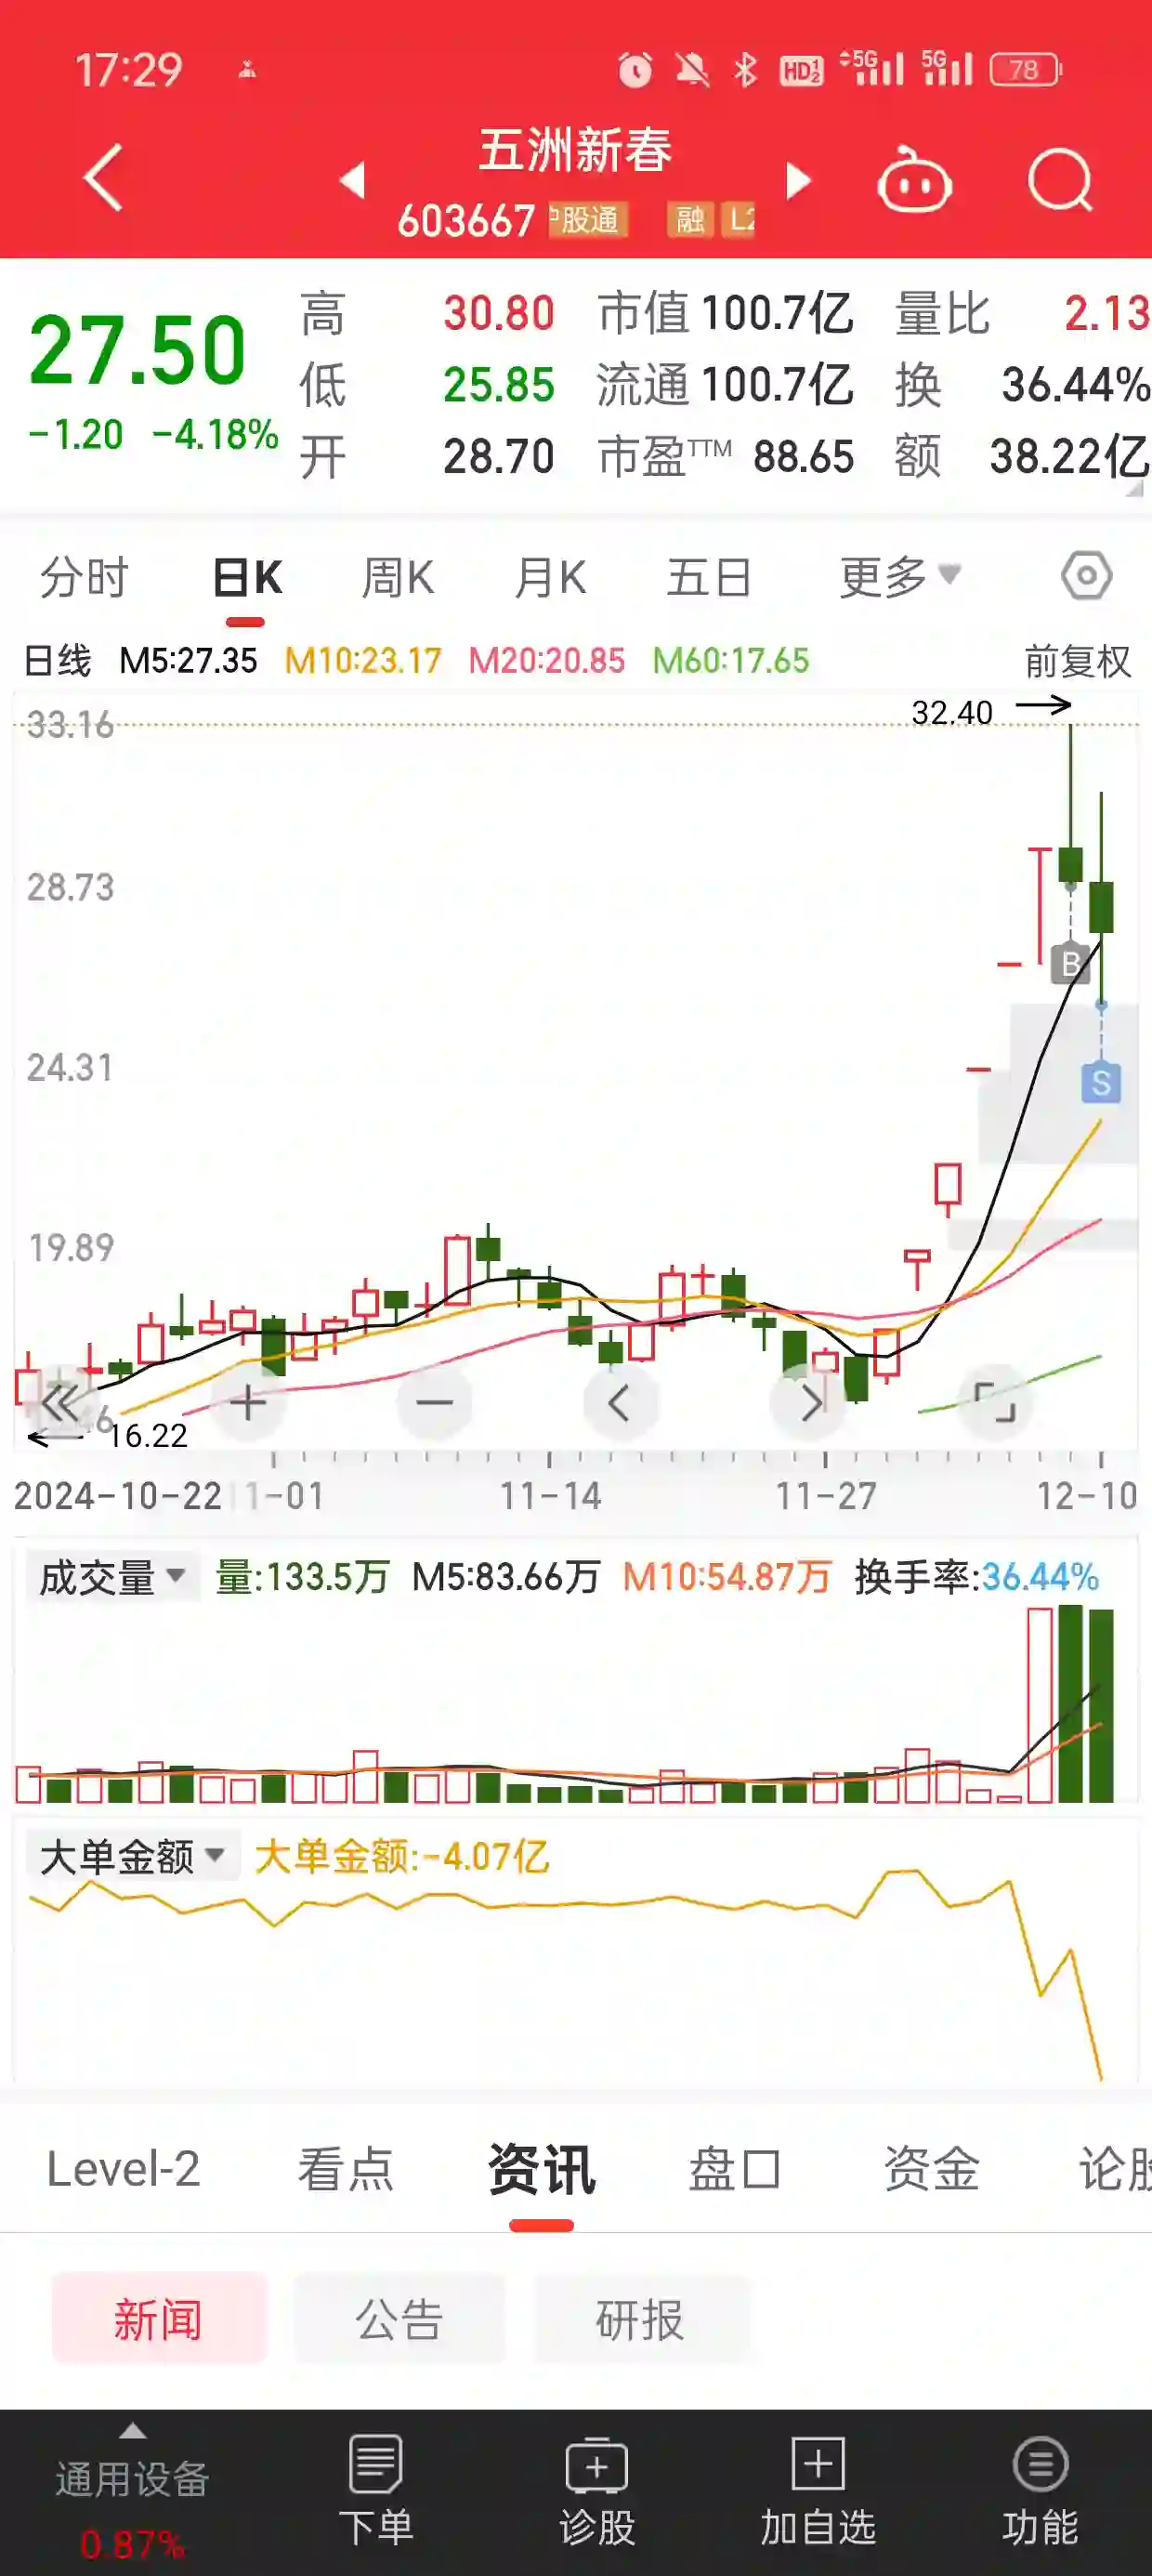 17:29 HD 5G 5G 78
五洲新春
603667 股通 融 L2
27.50
-1.20 -4.18%
高 30.80 市值 100.7亿 量比 2.13
低 25.85 流通 100.7亿 换 36.44%
开 28.70 市盈TTM 88.65 额 38.22亿
分时 日K 周K 月K 五日 更多
日线 M5:27.35 M10:23.17 M20:20.85 M60:17.65 前复权
32.40
33.16
28.73
B
24.31
S
19.89
46
16.22
2024-10-22 11-01 11-14 11-27 12-10
成交量 量:133.5万 M5:83.66万 M10:54.87万 换手率:36.44%
大单金额 大单金额:-4.07亿
Level-2 看点 资讯 盘口 资金 论股
新闻 公告 研报
通用设备
0.87%
下单 诊股 加自选 功能